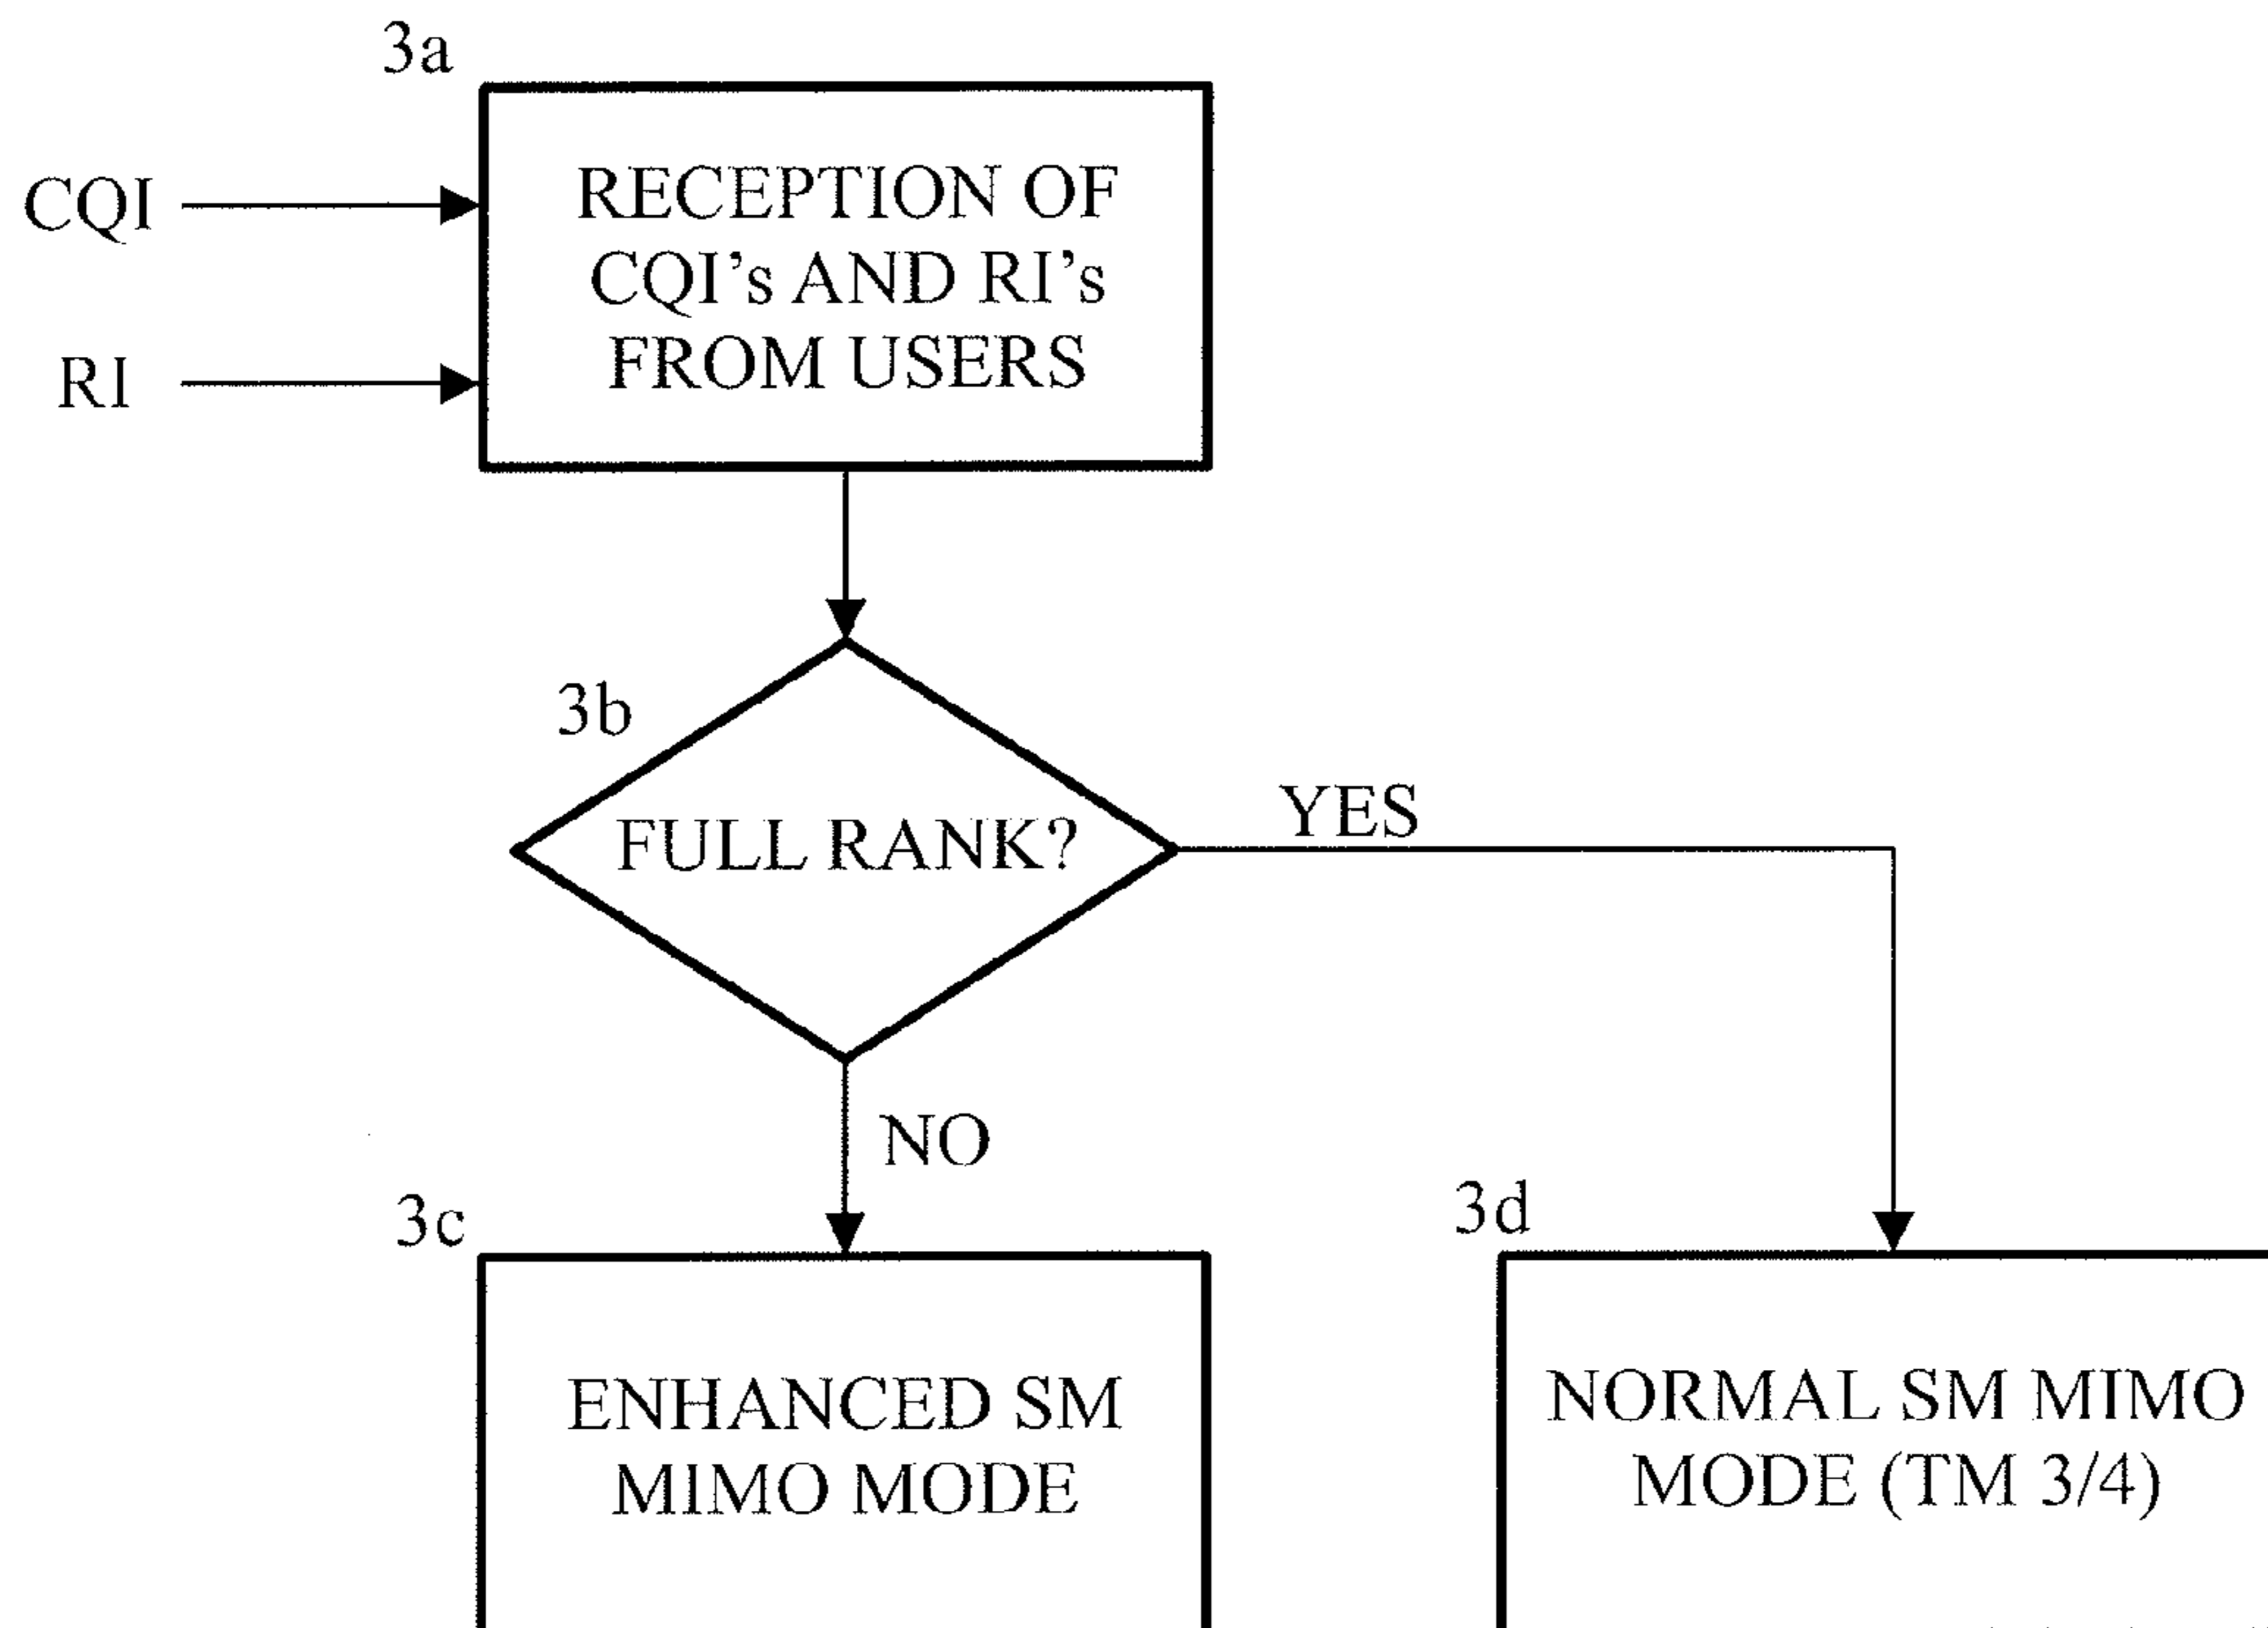 3a
CQI
RI
RECEPTION OF
CQI's AND RI's
FROM USERS
3b
FULL RANK?
YES
NO
3c
3d
ENHANCED SM
MIMO MODE
NORMAL SM MIMO
MODE (TM 3/4)